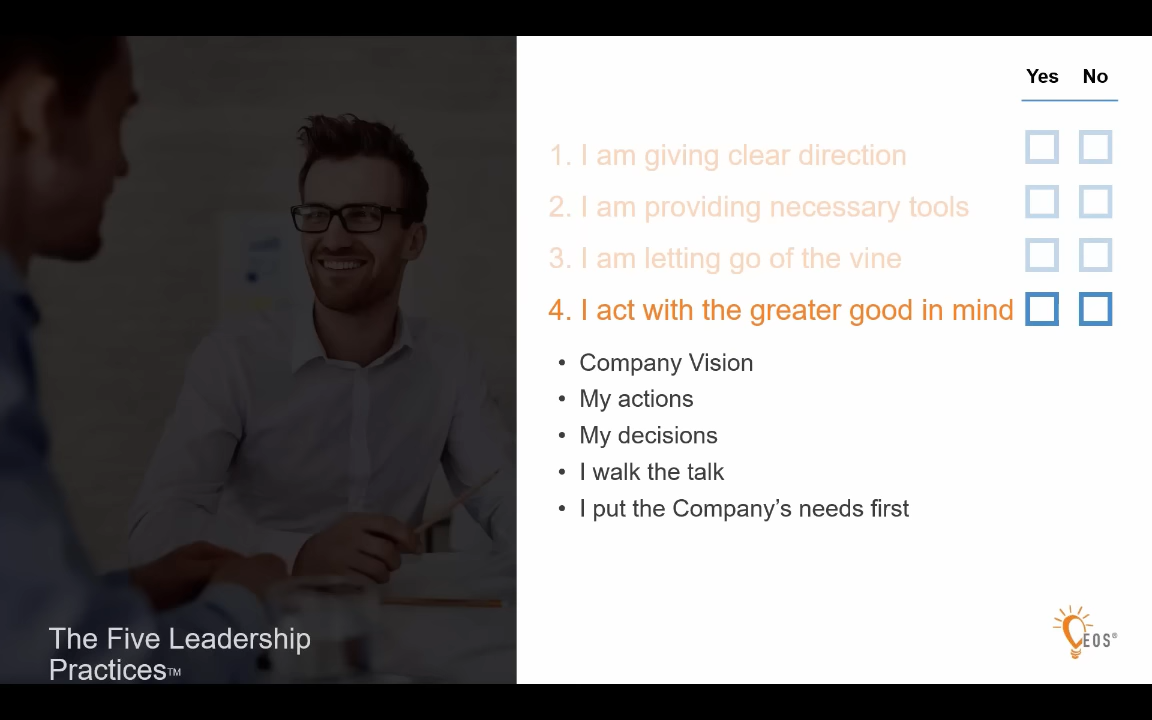 Yes No
1. I am giving clear direction
2. I am providing necessary tools
3. I am letting go of the vine
4. I act with the greater good in mind
• Company Vision
• My actions
• My decisions
• I walk the talk
• I put the Company’s needs first
The Five Leadership
Practices™
EOS®